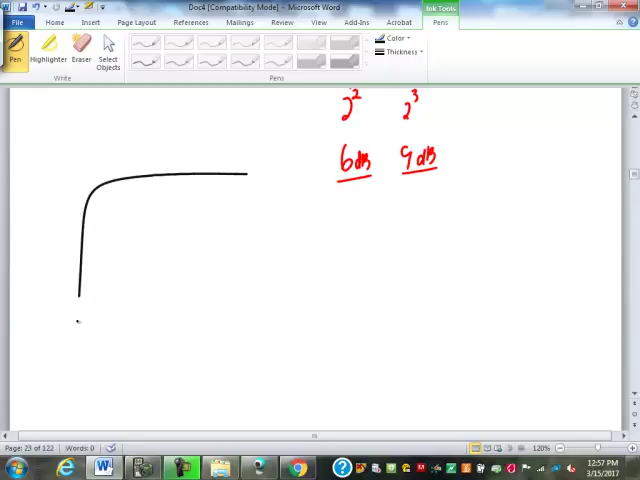 Doc4 [Compatibility Mode] - Microsoft Word
Ink Tools
File Home Insert Page Layout References Mailings Review View Add-Ins Acrobat Pens
Pen Highlighter Eraser Select Objects
Color
Thickness
Write Pens
2² 2³
6dB 9dB
Page: 23 of 122 Words: 0 120%
12:57 PM
3/15/2017